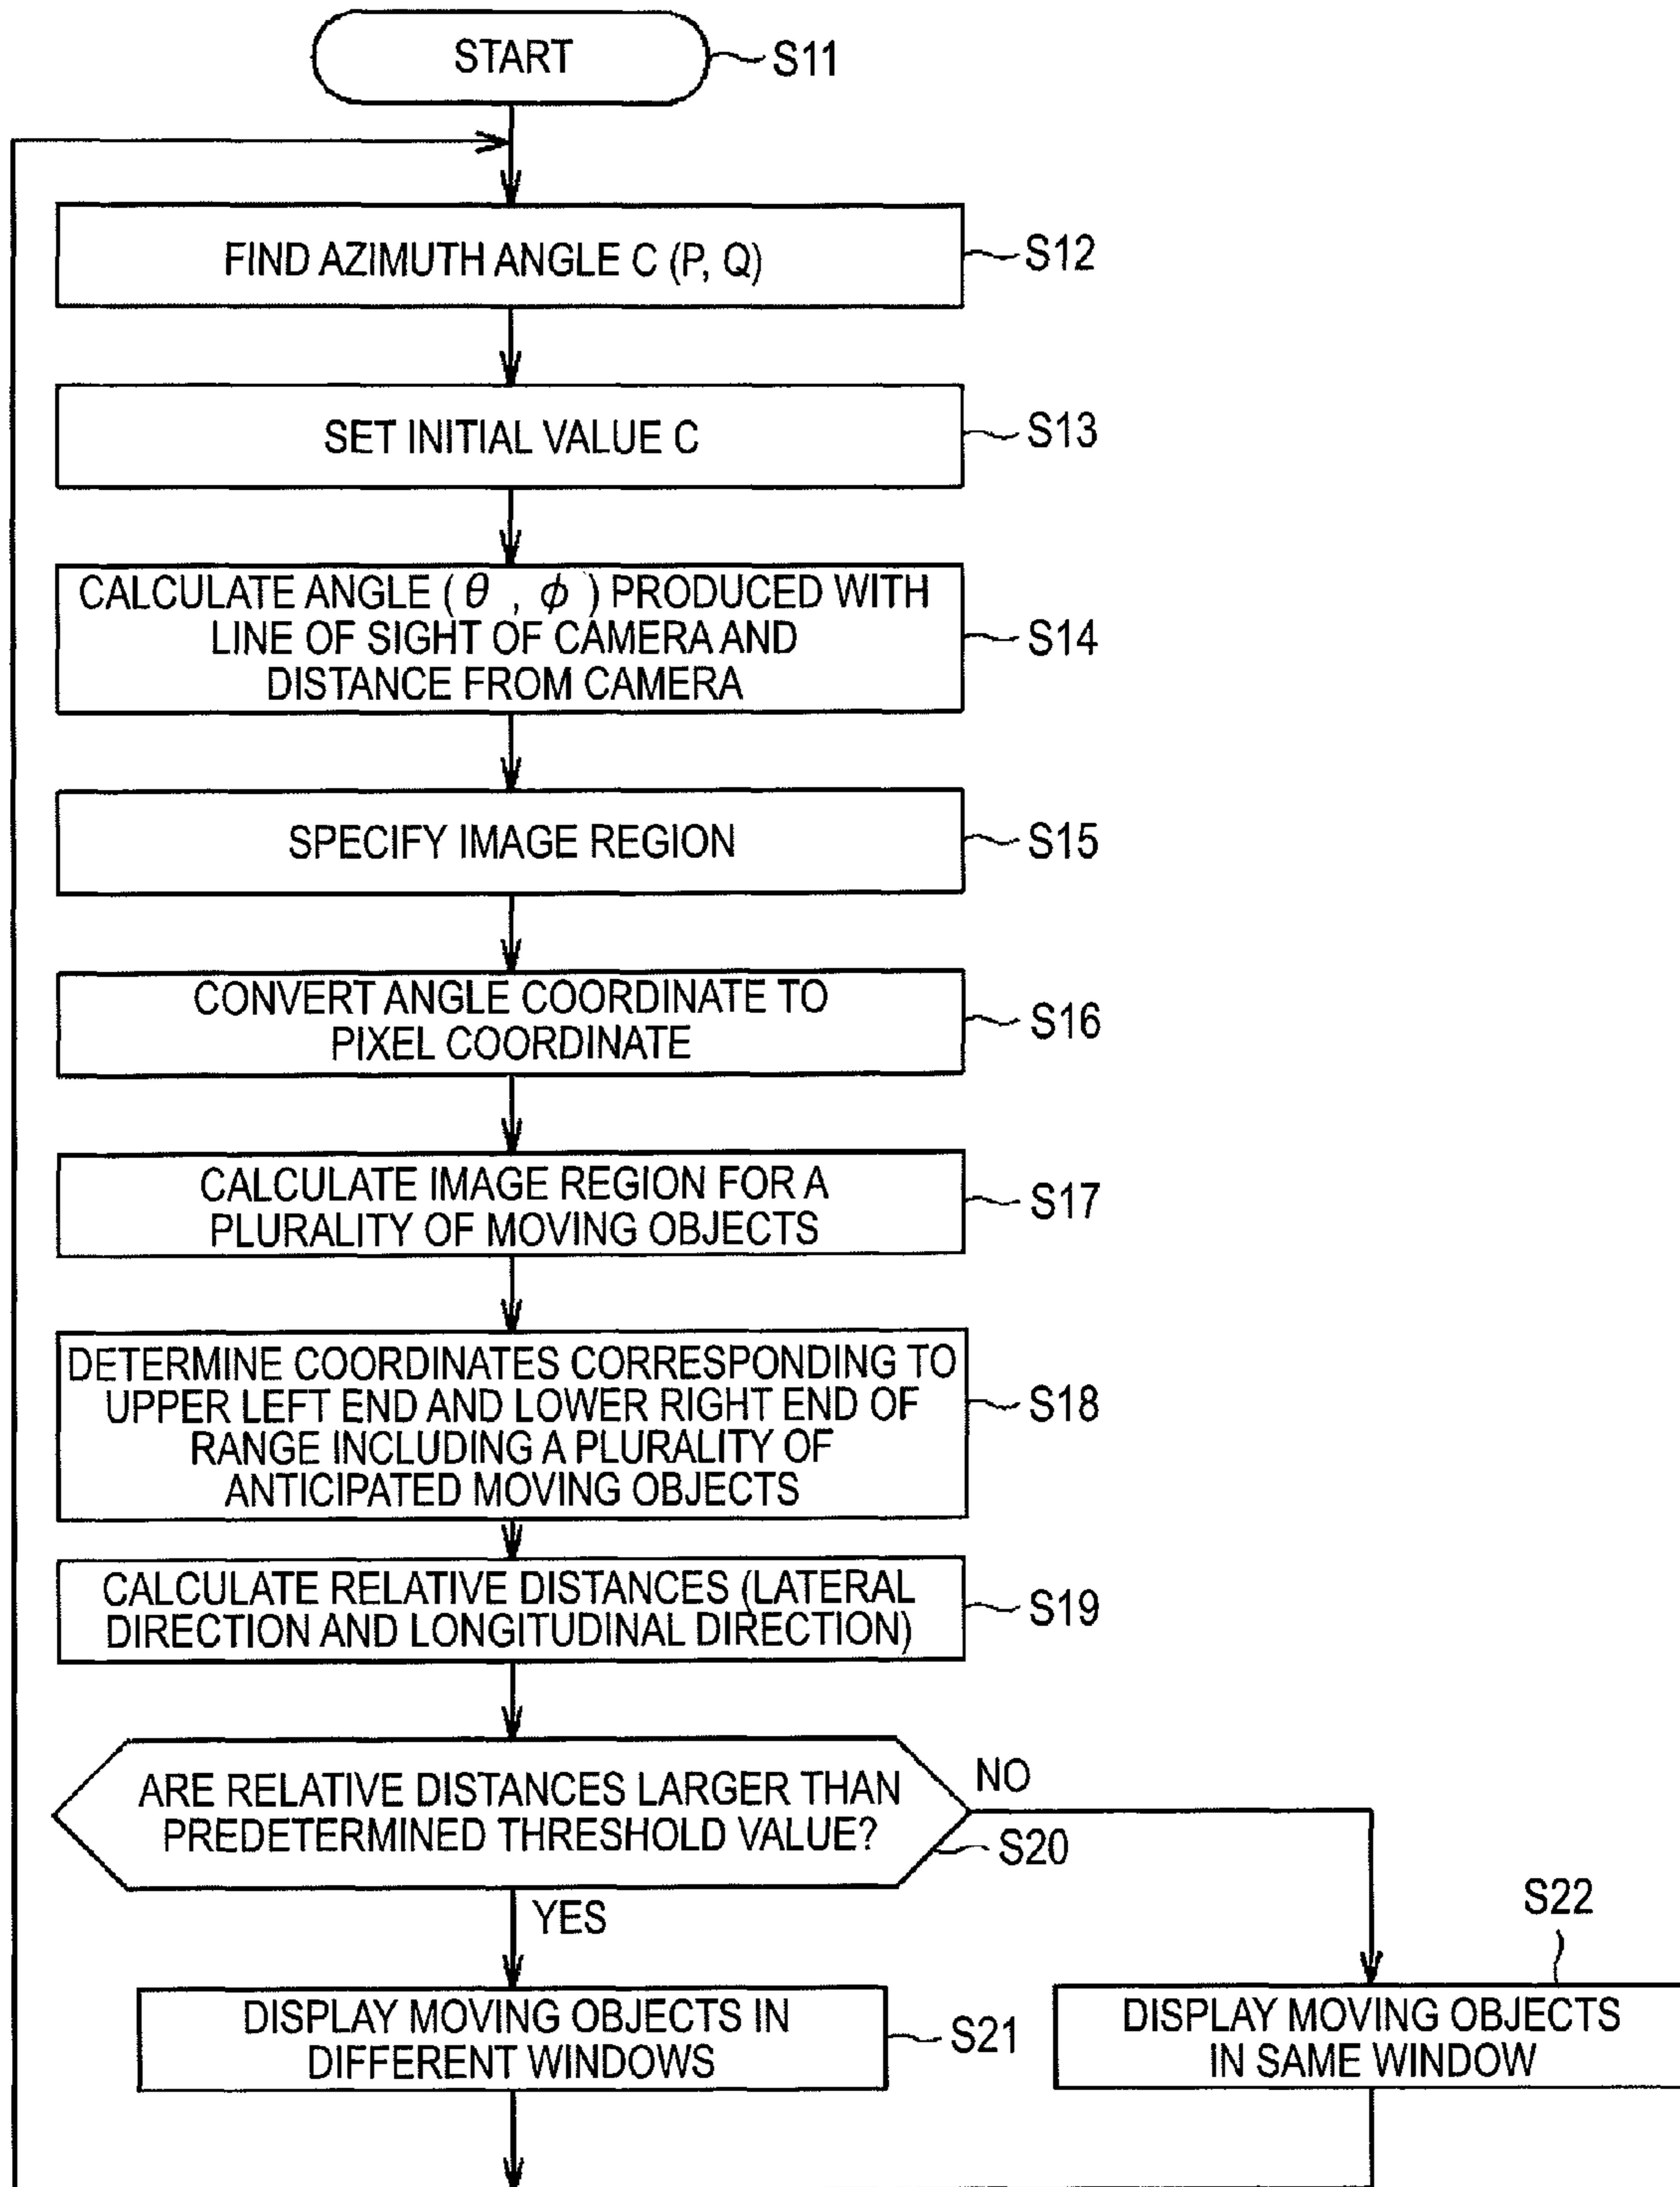 START
S11
FIND AZIMUTH ANGLE C (P, Q)
S12
SET INITIAL VALUE C
S13
CALCULATE ANGLE (θ, ϕ) PRODUCED WITH
LINE OF SIGHT OF CAMERA AND
DISTANCE FROM CAMERA
S14
SPECIFY IMAGE REGION
S15
CONVERT ANGLE COORDINATE TO
PIXEL COORDINATE
S16
CALCULATE IMAGE REGION FOR A
PLURALITY OF MOVING OBJECTS
S17
DETERMINE COORDINATES CORRESPONDING TO
UPPER LEFT END AND LOWER RIGHT END OF
RANGE INCLUDING A PLURALITY OF
ANTICIPATED MOVING OBJECTS
S18
CALCULATE RELATIVE DISTANCES (LATERAL
DIRECTION AND LONGITUDINAL DIRECTION)
S19
ARE RELATIVE DISTANCES LARGER THAN
PREDETERMINED THRESHOLD VALUE?
NO
S20
YES
S22
DISPLAY MOVING OBJECTS IN
DIFFERENT WINDOWS
S21
DISPLAY MOVING OBJECTS
IN SAME WINDOW